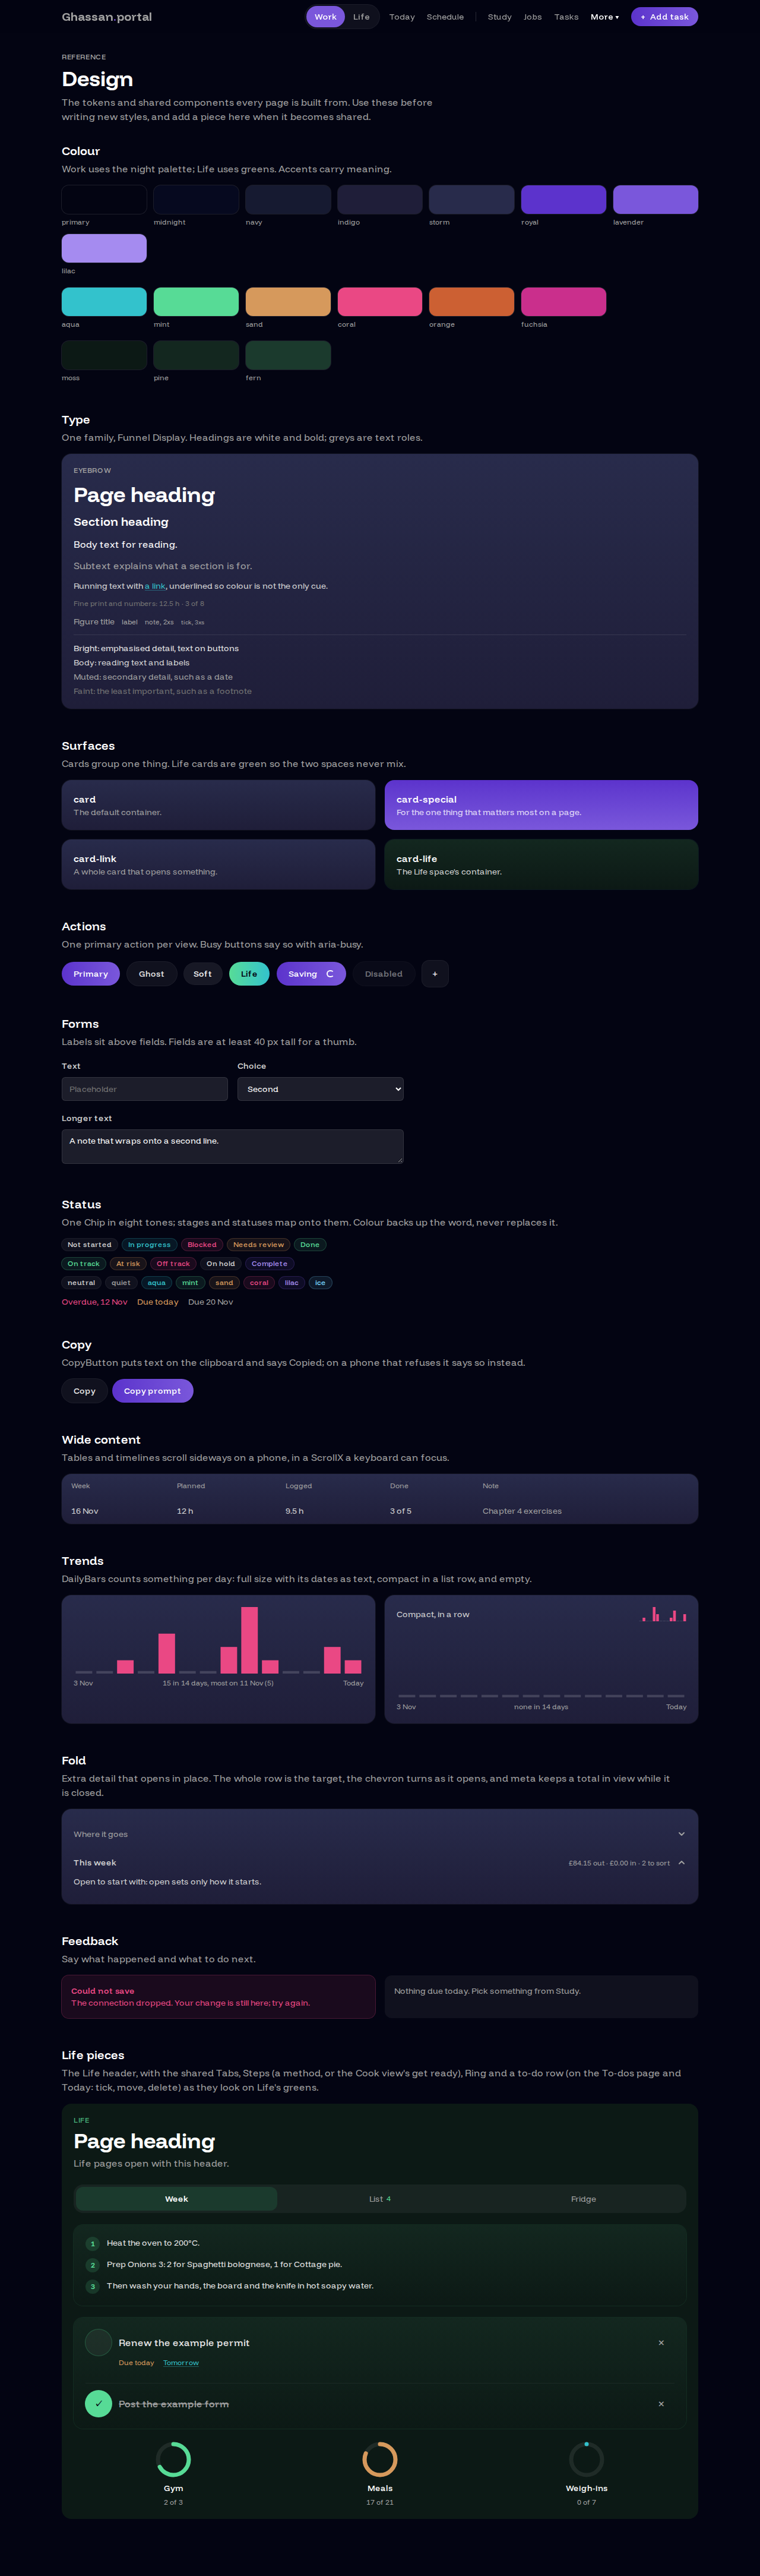 Ghassan.portal
Work Life Today Schedule Study Jobs Tasks More ▾ + Add task
REFERENCE
Design
The tokens and shared components every page is built from. Use these before
writing new styles, and add a piece here when it becomes shared.
Colour
Work uses the night palette; Life uses greens. Accents carry meaning.
primary midnight navy indigo storm royal lavender
lilac
aqua mint sand coral orange fuchsia
moss pine fern
Type
One family, Funnel Display. Headings are white and bold; greys are text roles.
EYEBROW
Page heading
Section heading
Body text for reading.
Subtext explains what a section is for.
Running text with a link, underlined so colour is not the only cue.
Fine print and numbers: 12.5 h · 3 of 8
Figure title label note, 2xs tick, 3xs
Bright: emphasised detail, text on buttons
Body: reading text and labels
Muted: secondary detail, such as a date
Faint: the least important, such as a footnote
Surfaces
Cards group one thing. Life cards are green so the two spaces never mix.
card
The default container.
card-special
For the one thing that matters most on a page.
card-link
A whole card that opens something.
card-life
The Life space's container.
Actions
One primary action per view. Busy buttons say so with aria-busy.
Primary Ghost Soft Life Saving Disabled +
Forms
Labels sit above fields. Fields are at least 40 px tall for a thumb.
Text Choice
Placeholder Second
Longer text
A note that wraps onto a second line.
Status
One Chip in eight tones; stages and statuses map onto them. Colour backs up the word, never replaces it.
Not started In progress Blocked Needs review Done
On track At risk Off track On hold Complete
neutral quiet aqua mint sand coral lilac ice
Overdue, 12 Nov Due today Due 20 Nov
Copy
CopyButton puts text on the clipboard and says Copied; on a phone that refuses it says so instead.
Copy Copy prompt
Wide content
Tables and timelines scroll sideways on a phone, in a ScrollX a keyboard can focus.
Week Planned Logged Done Note
16 Nov 12 h 9.5 h 3 of 5 Chapter 4 exercises
Trends
DailyBars counts something per day: full size with its dates as text, compact in a list row, and empty.
3 Nov 15 in 14 days, most on 11 Nov (5) Today
Compact, in a row
3 Nov none in 14 days Today
Fold
Extra detail that opens in place. The whole row is the target, the chevron turns as it opens, and meta keeps a total in view while it
is closed.
Where it goes
This week £84.15 out · £0.00 in · 2 to sort
Open to start with: open sets only how it starts.
Feedback
Say what happened and what to do next.
Could not save
The connection dropped. Your change is still here; try again.
Nothing due today. Pick something from Study.
Life pieces
The Life header, with the shared Tabs, Steps (a method, or the Cook view's get ready), Ring and a to-do row (on the To-dos page and
Today: tick, move, delete) as they look on Life's greens.
LIFE
Page heading
Life pages open with this header.
Week List 4 Fridge
1 Heat the oven to 200°C.
2 Prep Onions 3: 2 for Spaghetti bolognese, 1 for Cottage pie.
3 Then wash your hands, the board and the knife in hot soapy water.
Renew the example permit ✕
Due today Tomorrow
✓ Post the example form ✕
Gym Meals Weigh-ins
2 of 3 17 of 21 0 of 7